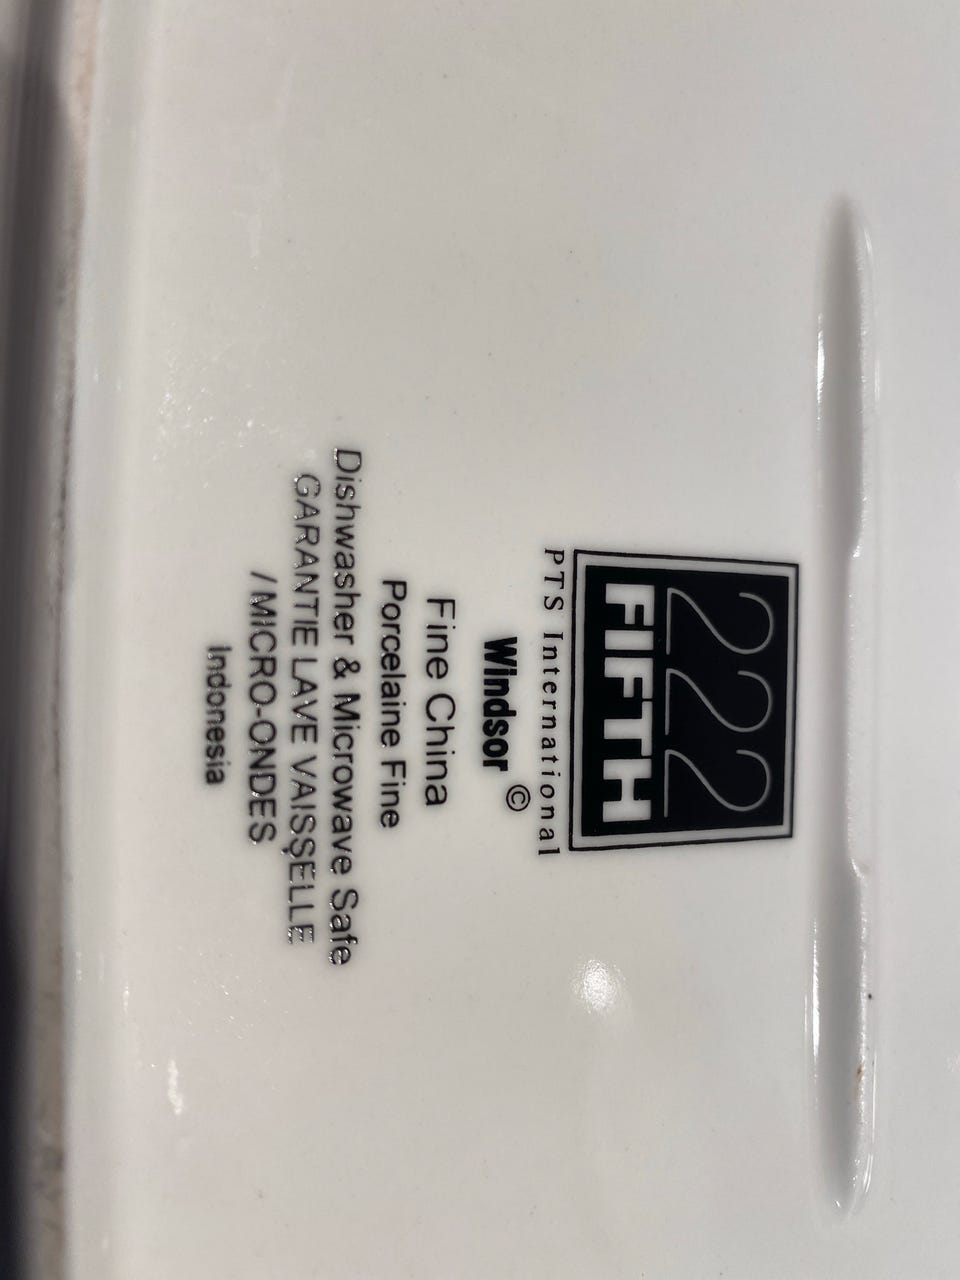 222
FIFTH
PTS International
Windsor ©
Fine China
Porcelaine Fine
Dishwasher & Microwave Safe
GARANTIE LAVE VAISSELLE
/MICRO-ONDES
Indonesia